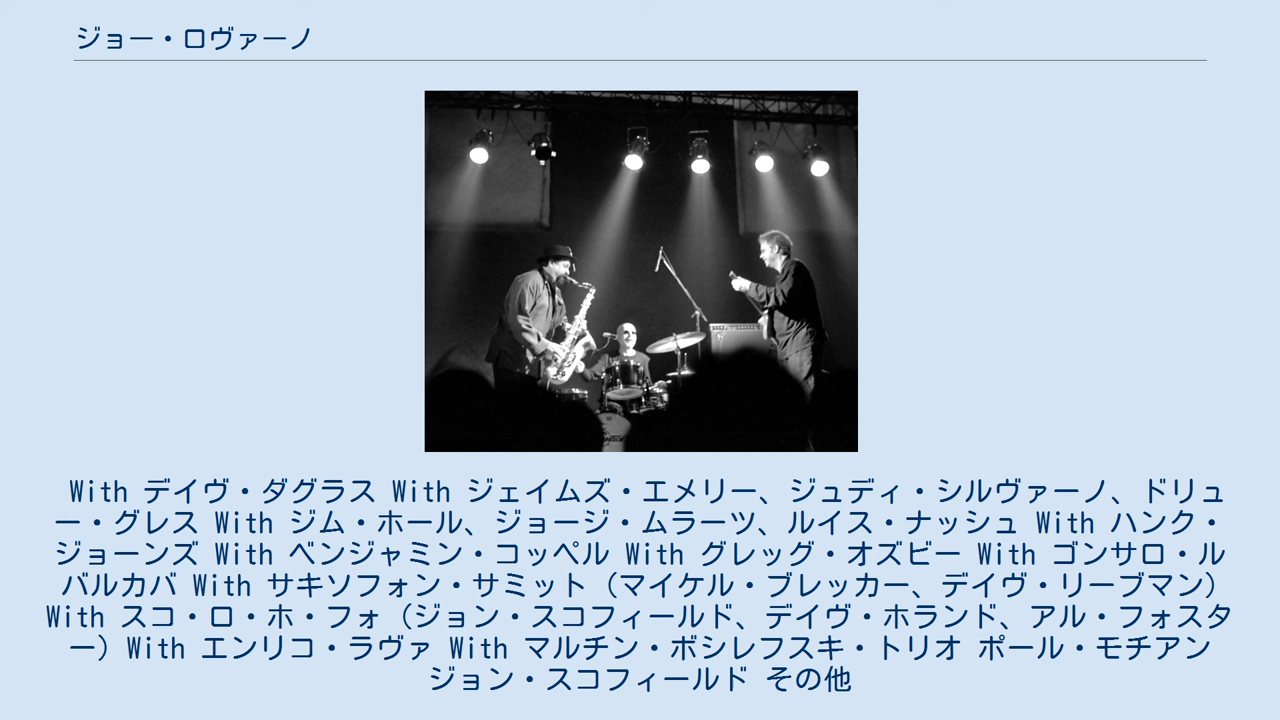 ジョー・ロヴァーノ
With デイヴ・ダグラス With ジェイムズ・エメリー、ジュディ・シルヴァーノ、ドリュ
ー・グレス With ジム・ホール、ジョージ・ムラーツ、ルイス・ナッシュ With ハンク・
ジョーンズ With ベンジャミン・コッペル With グレッグ・オズビー With ゴンサロ・ル
バルカバ With サキソフォン・サミット（マイケル・ブレッカー、デイヴ・リーブマン）
With スコ・ロ・ホ・フォ（ジョン・スコフィールド、デイヴ・ホランド、アル・フォスタ
ー）With エンリコ・ラヴァ With マルチン・ボシレフスキ・トリオ ポール・モチアン
ジョン・スコフィールド その他